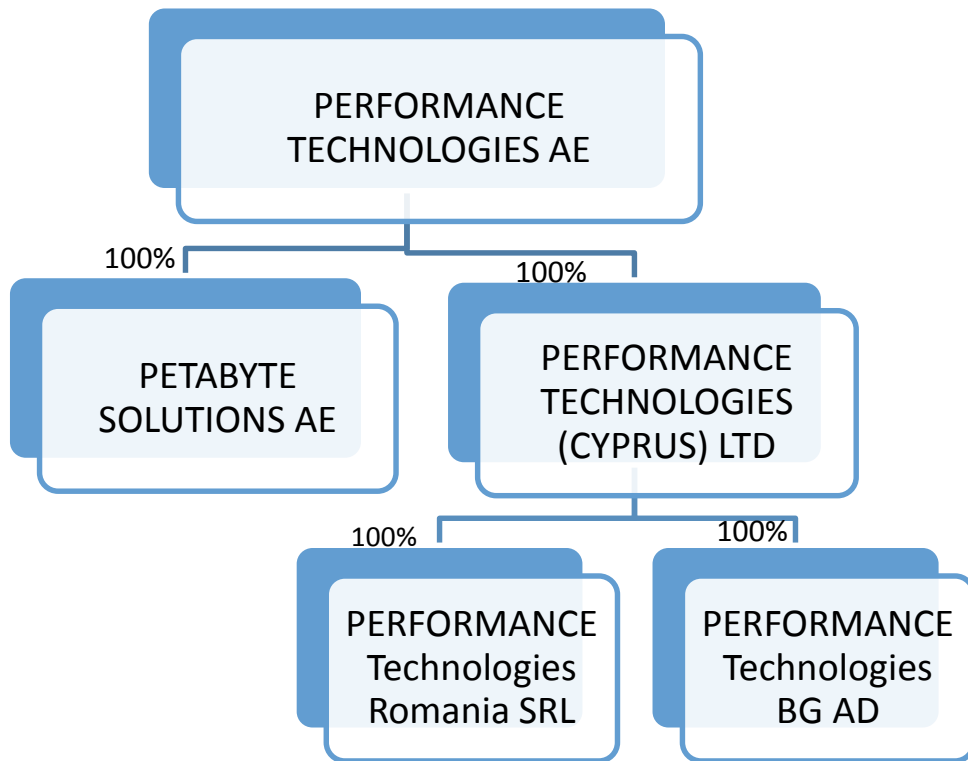 PERFORMANCE
TECHNOLOGIES AE
100%
100%
PETABYTE
SOLUTIONS AE
PERFORMANCE
TECHNOLOGIES
(CYPRUS) LTD
100%
100%
PERFORMANCE
Technologies
Romania SRL
PERFORMANCE
Technologies
BG AD